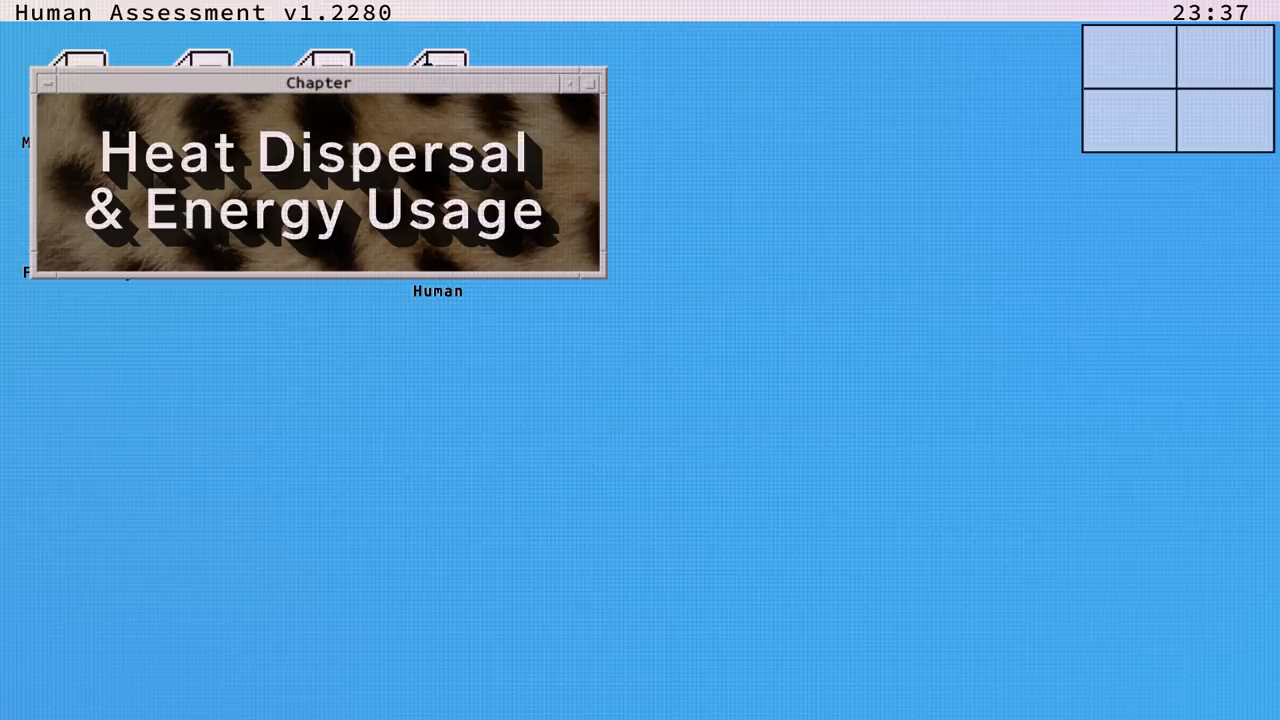 Human Assessment v1.2280
23:37
Chapter
Heat Dispersal
& Energy Usage
Human